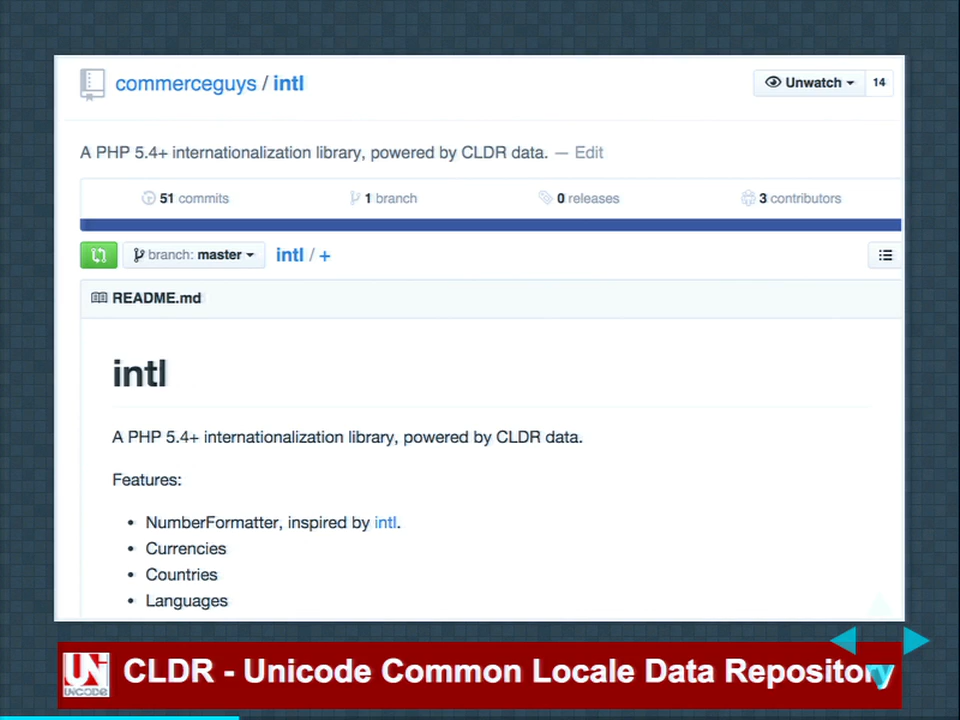 commerceguys / intl
Unwatch 14
A PHP 5.4+ internationalization library, powered by CLDR data. — Edit
51 commits 1 branch 0 releases 3 contributors
branch: master intl / +
README.md
intl
A PHP 5.4+ internationalization library, powered by CLDR data.
Features:
• NumberFormatter, inspired by intl.
• Currencies
• Countries
• Languages
UN UNICODE CLDR - Unicode Common Locale Data Repository